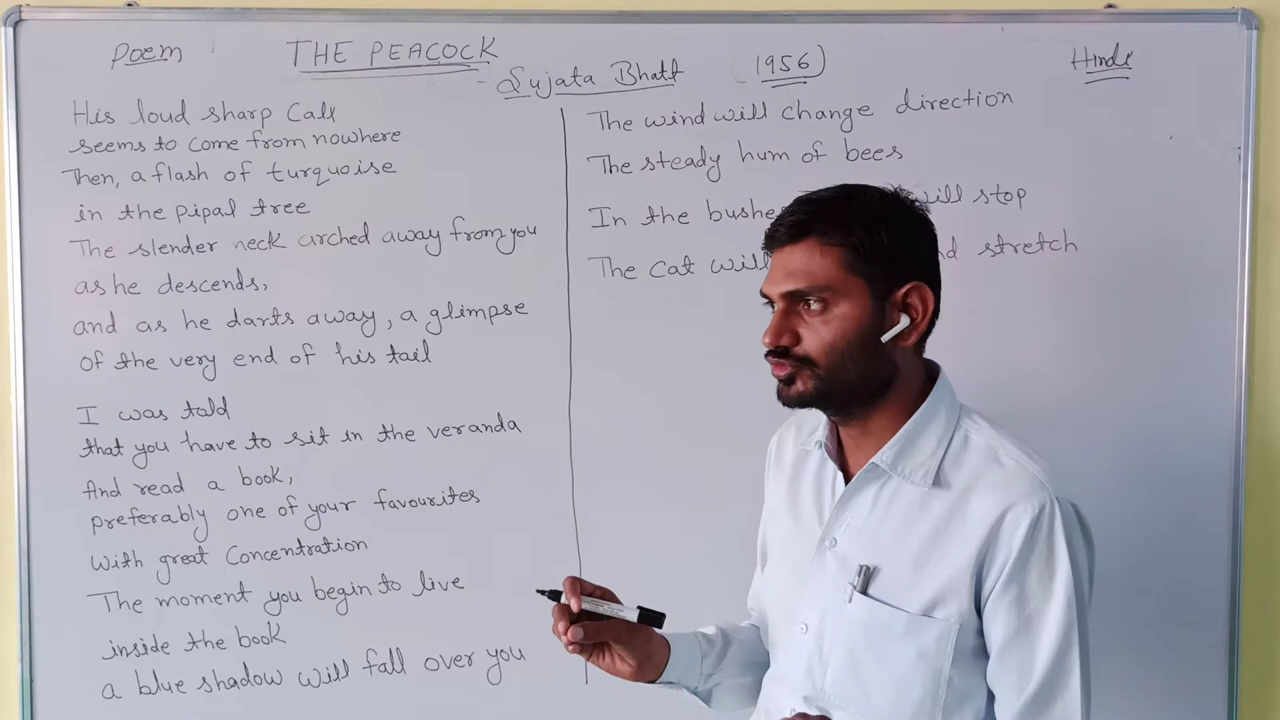 Poem
THE PEACOCK
- Sujata Bhatt (1956)
Hindi
His loud sharp Call
seems to come from nowhere
Then, a flash of turquoise
in the pipal tree
The slender neck arched away from you
as he descends,
and as he darts away, a glimpse
of the very end of his tail
I was told
that you have to sit in the veranda
And read a book,
preferably one of your favourites
with great Concentration
The moment you begin to live
inside the book
a blue shadow will fall over you
The wind will change direction
The steady hum of bees
In the bushes will stop
The cat will stretch